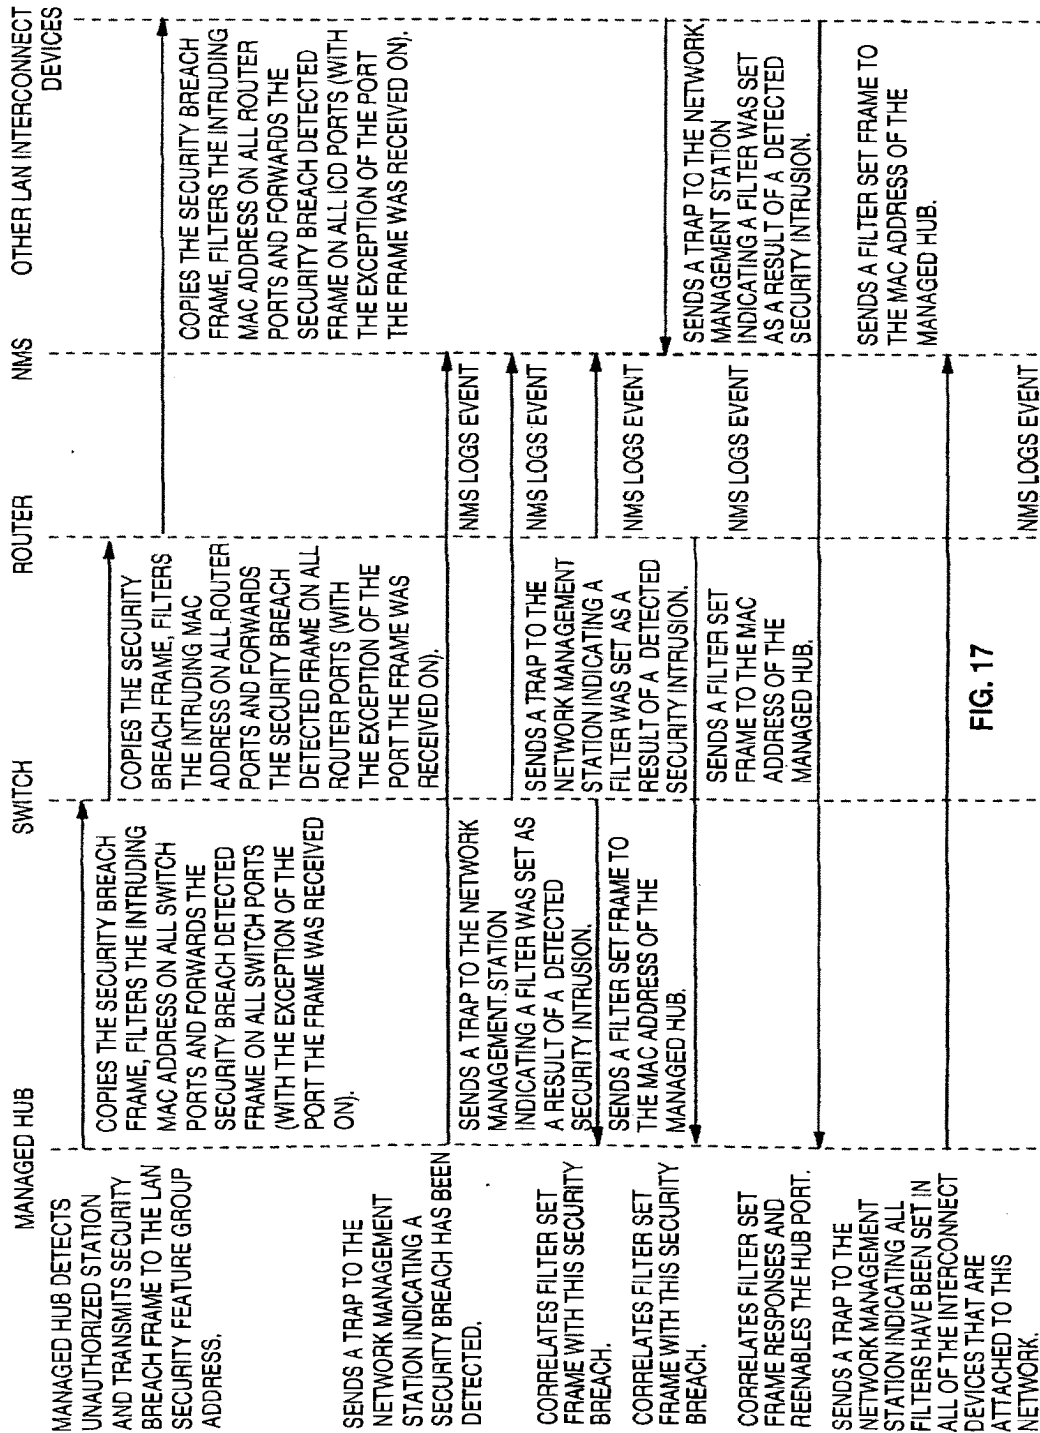 MANAGED HUB
SWITCH
ROUTER
NMS
OTHER LAN INTERCONNECT
DEVICES
MANAGED HUB DETECTS
UNAUTHORIZED STATION
AND TRANSMITS SECURITY
BREACH FRAME TO THE LAN
SECURITY FEATURE GROUP
ADDRESS.
COPIES THE SECURITY BREACH
FRAME, FILTERS THE INTRUDING
MAC ADDRESS ON ALL SWITCH
PORTS AND FORWARDS THE
SECURITY BREACH DETECTED
FRAME ON ALL SWITCH PORTS
(WITH THE EXCEPTION OF THE
PORT THE FRAME WAS RECEIVED
ON).
COPIES THE SECURITY
BREACH FRAME, FILTERS
THE INTRUDING MAC
ADDRESS ON ALL ROUTER
PORTS AND FORWARDS
THE SECURITY BREACH
DETECTED FRAME ON ALL
ROUTER PORTS (WITH
THE EXCEPTION OF THE
PORT THE FRAME WAS
RECEIVED ON).
COPIES THE SECURITY BREACH
FRAME, FILTERS THE INTRUDING
MAC ADDRESS ON ALL ROUTER
PORTS AND FORWARDS THE
SECURITY BREACH DETECTED
FRAME ON ALL ICD PORTS (WITH
THE EXCEPTION OF THE PORT
THE FRAME WAS RECEIVED ON).
SENDS A TRAP TO THE
NETWORK MANAGEMENT
STATION INDICATING A
SECURITY BREACH HAS BEEN
DETECTED.
NMS LOGS EVENT
SENDS A TRAP TO THE NETWORK
MANAGEMENT STATION
INDICATING A FILTER WAS SET AS
A RESULT OF A DETECTED
SECURITY INTRUSION.
NMS LOGS EVENT
SENDS A TRAP TO THE
NETWORK MANAGEMENT
STATION INDICATING A
FILTER WAS SET AS A
RESULT OF A DETECTED
SECURITY INTRUSION.
NMS LOGS EVENT
SENDS A TRAP TO THE NETWORK
MANAGEMENT STATION
INDICATING A FILTER WAS SET
AS A RESULT OF A DETECTED
SECURITY INTRUSION.
NMS LOGS EVENT
CORRELATES FILTER SET
FRAME WITH THIS SECURITY
BREACH.
SENDS A FILTER SET FRAME TO
THE MAC ADDRESS OF THE
MANAGED HUB.
CORRELATES FILTER SET
FRAME WITH THIS SECURITY
BREACH.
SENDS A FILTER SET
FRAME TO THE MAC
ADDRESS OF THE
MANAGED HUB.
CORRELATES FILTER SET
FRAME RESPONSES AND
REENABLES THE HUB PORT.
SENDS A FILTER SET FRAME TO
THE MAC ADDRESS OF THE
MANAGED HUB.
SENDS A TRAP TO THE
NETWORK MANAGEMENT
STATION INDICATING ALL
FILTERS HAVE BEEN SET IN
ALL OF THE INTERCONNECT
DEVICES THAT ARE
ATTACHED TO THIS
NETWORK.
NMS LOGS EVENT
FIG. 17